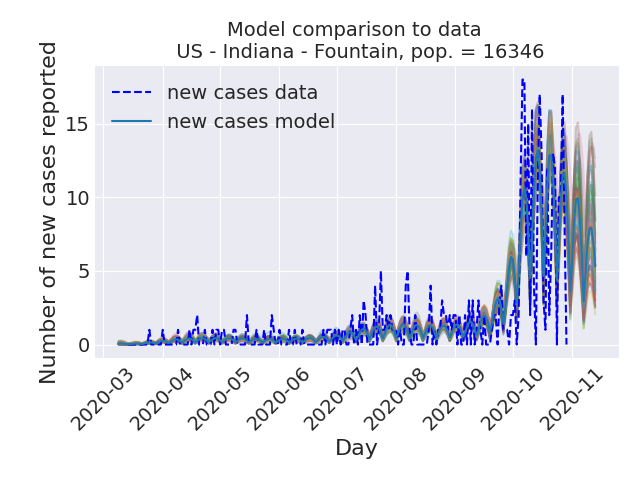 Model comparison to data
US - Indiana - Fountain, pop. = 16346
new cases data
new cases model
Number of new cases reported
15
10
5
0
2020-03
2020-04
2020-05
2020-06
2020-07
2020-08
2020-09
2020-10
2020-11
Day